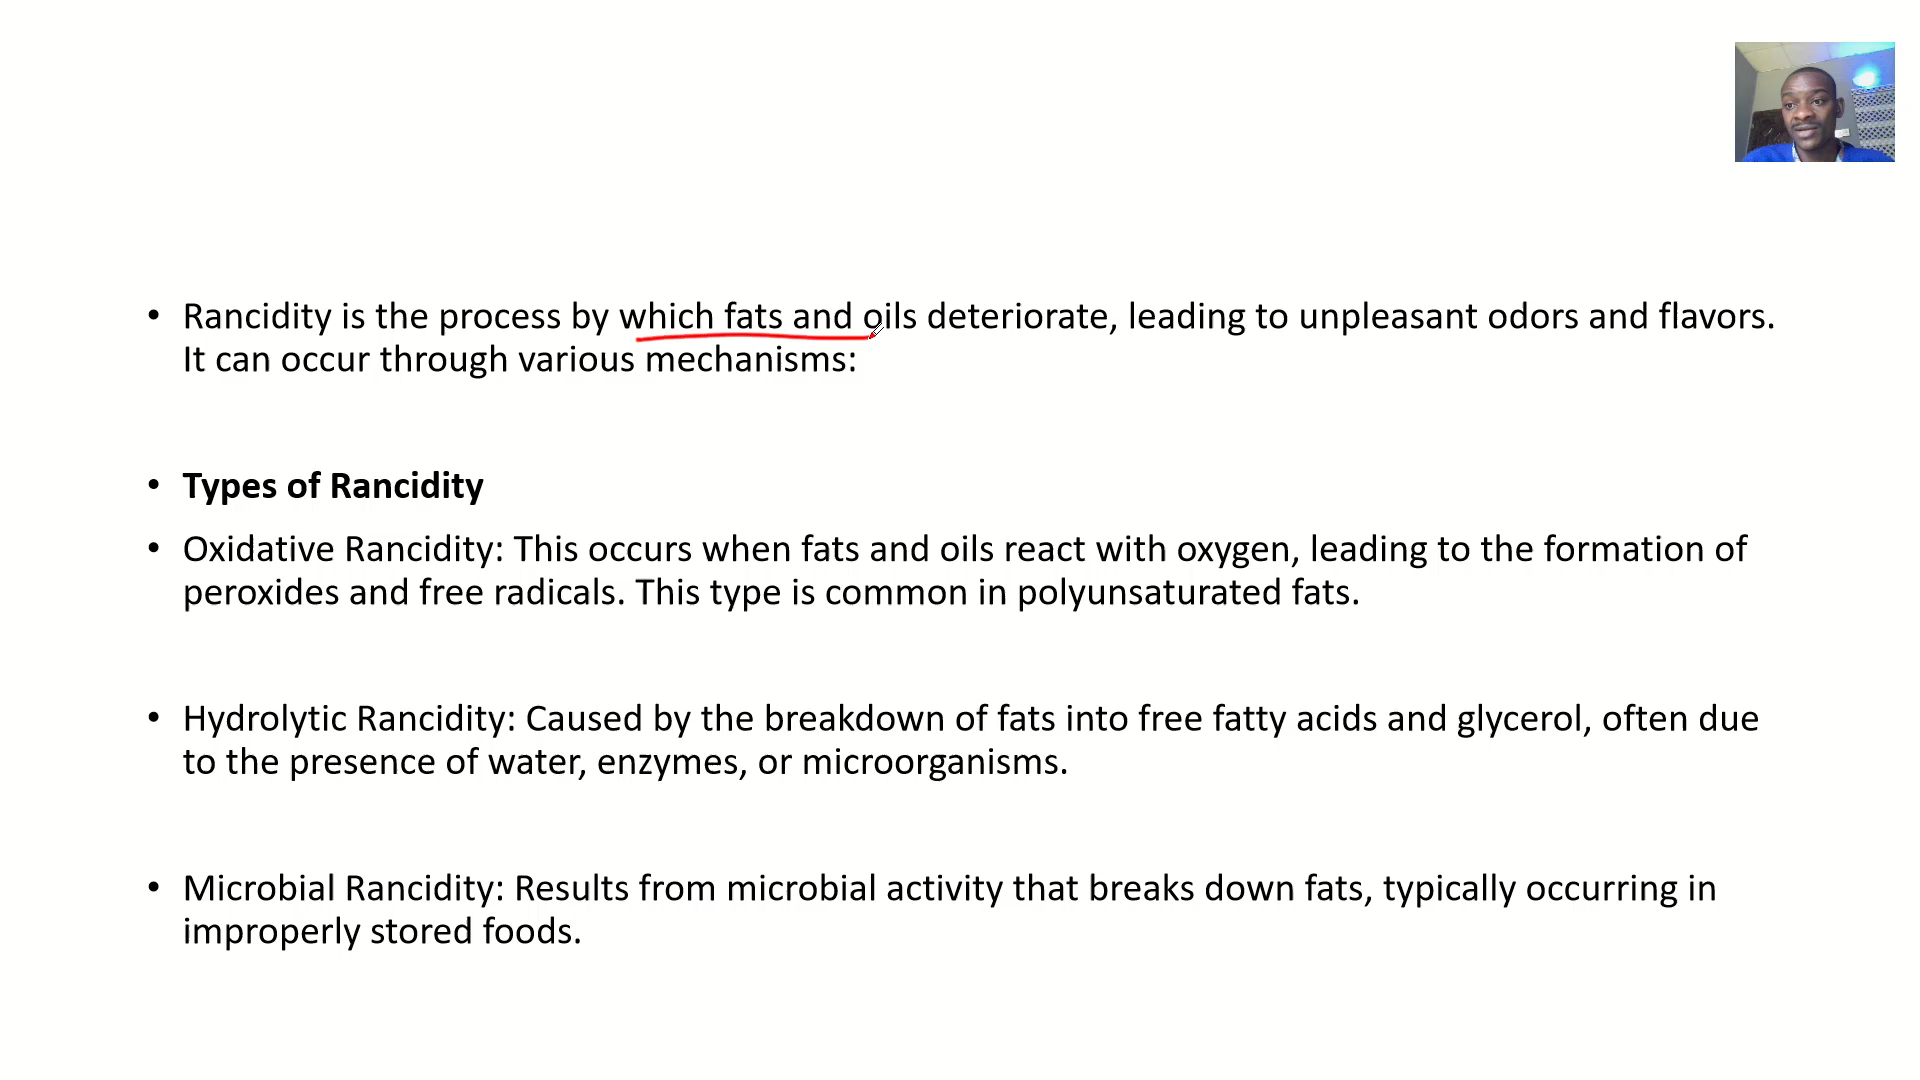 • Rancidity is the process by which fats and oils deteriorate, leading to unpleasant odors and flavors.
It can occur through various mechanisms:
• Types of Rancidity
• Oxidative Rancidity: This occurs when fats and oils react with oxygen, leading to the formation of
peroxides and free radicals. This type is common in polyunsaturated fats.
• Hydrolytic Rancidity: Caused by the breakdown of fats into free fatty acids and glycerol, often due
to the presence of water, enzymes, or microorganisms.
• Microbial Rancidity: Results from microbial activity that breaks down fats, typically occurring in
improperly stored foods.